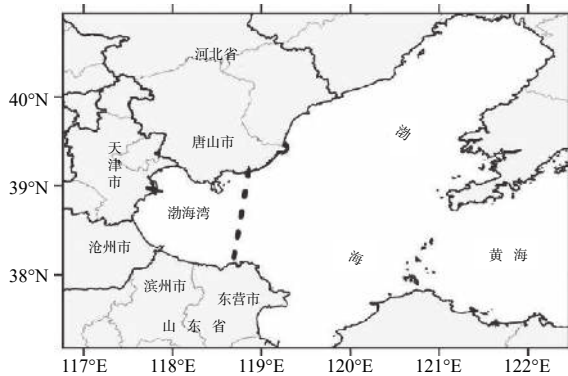 河北省
40°N
渤
唐山市
天津市
39°N
渤海湾
沧州市
海
黄 海
38°N
滨州市
东营市
山 东 省
117°E 118°E 119°E 120°E 121°E 122°E